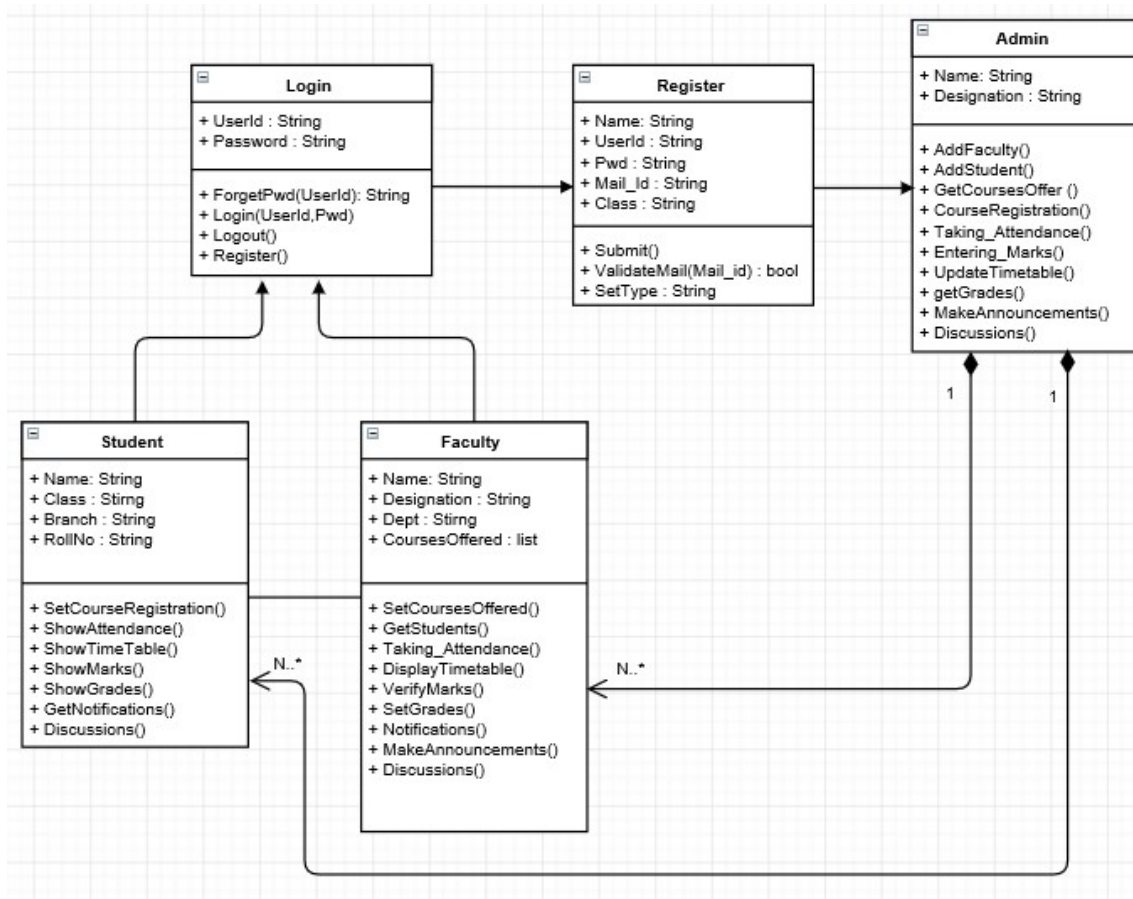 Login
+ UserId : String
+ Password : String
+ ForgetPwd(UserId): String
+ Login(UserId,Pwd)
+ Logout()
+ Register()
Register
+ Name: String
+ UserId : String
+ Pwd : String
+ Mail_Id : String
+ Class : String
+ Submit()
+ ValidateMail(Mail_id) : bool
+ SetType : String
Admin
+ Name: String
+ Designation : String
+ AddFaculty()
+ AddStudent()
+ GetCoursesOffer ()
+ CourseRegistration()
+ Taking_Attendance()
+ Entering_Marks()
+ UpdateTimetable()
+ getGrades()
+ MakeAnnouncements()
+ Discussions()
1
1
Student
+ Name: String
+ Class : Stirng
+ Branch : String
+ RollNo : String
+ SetCourseRegistration()
+ ShowAttendance()
+ ShowTimeTable()
+ ShowMarks()
+ ShowGrades()
+ GetNotifications()
+ Discussions()
N..*
Faculty
+ Name: String
+ Designation : String
+ Dept : Stirng
+ CoursesOffered : list
+ SetCoursesOffered()
+ GetStudents()
+ Taking_Attendance()
+ DisplayTimetable()
+ VerifyMarks()
+ SetGrades()
+ Notifications()
+ MakeAnnouncements()
+ Discussions()
N..*